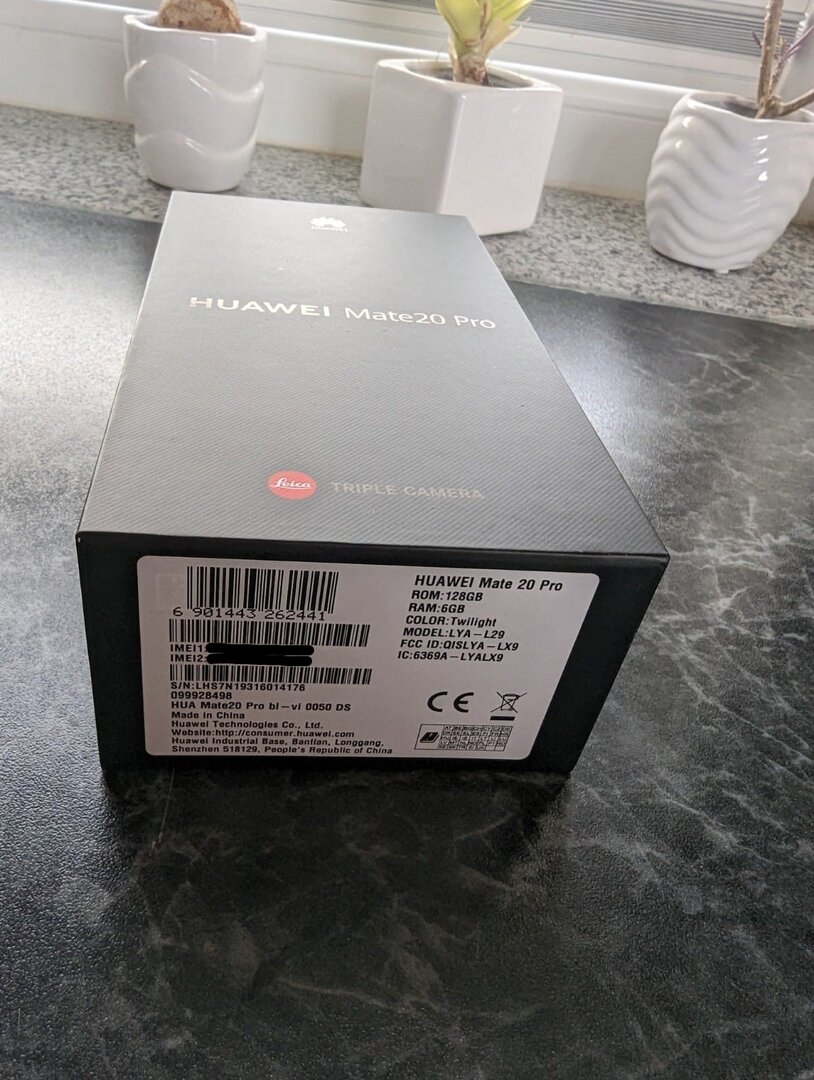 HUAWEI
HUAWEI Mate20 Pro
Leica TRIPLE CAMERA
6 901443 262441
IMEI1:
IMEI2:
S/N:LHS7N19316014176
D99928498
HUA Mate20 Pro bl-vi 0050 DS
Made in China
Huawei Technologies Co., Ltd.
Website:http://consumer.huawei.com
Huawei Industrial Base, Bantian, Longgang,
Shenzhen 518129, People's Republic of China
HUAWEI Mate 20 Pro
ROM:128GB
RAM:6GB
COLOR:Twilight
MODEL:LYA-L29
FCC ID:QISLYA-LX9
IC:6369A-LYALX9
CE